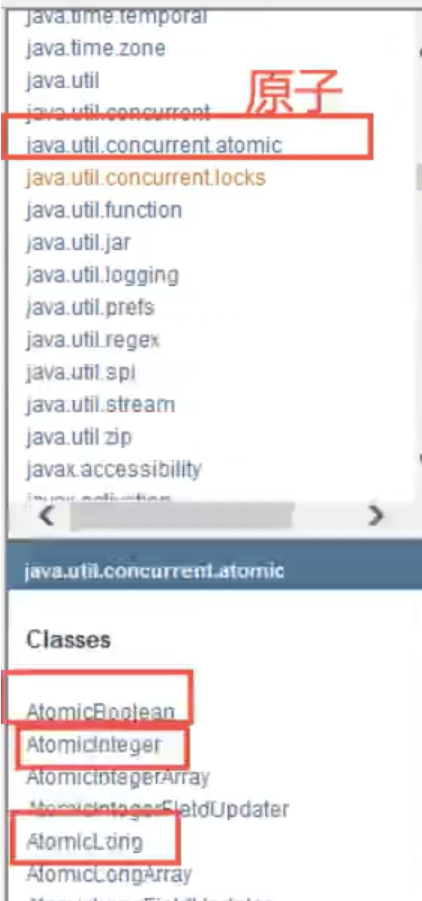 java.time.temporal
java.time.zone
java.util
原子
java.util.concurrent
java.util.concurrent.atomic
java.util.concurrent.locks
java.util.function
java.util.jar
java.util.logging
java.util.prefs
java.util.regex
java.util.spi
java.util.stream
java.util.zip
javax.accessibility
javax.activation
java.util.concurrent.atomic
Classes
AtomicBoolean
AtomicInteger
AtomicIntegerArray
AtomicIntegerFieldUpdater
AtomicLong
AtomicLongArray